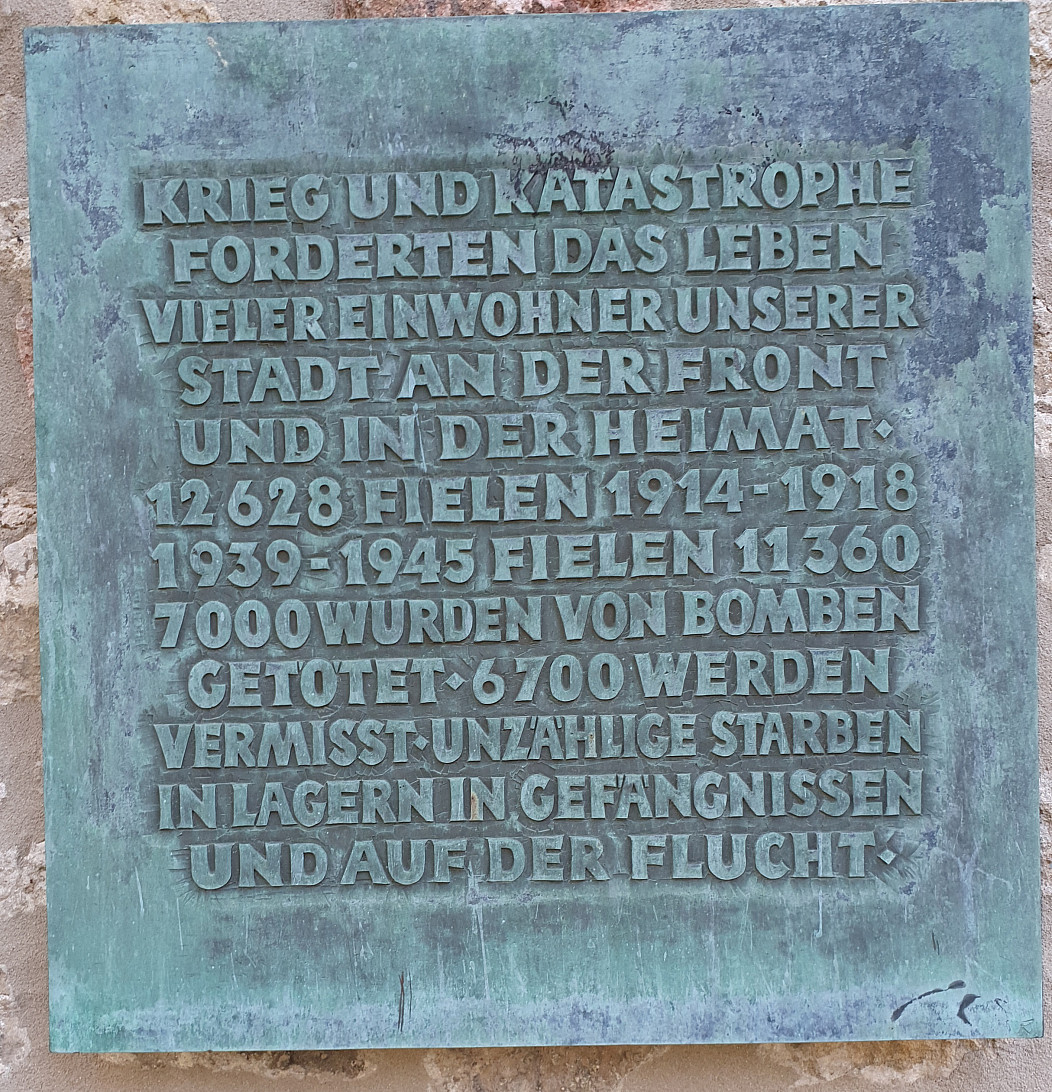 KRIEG UND KATASTROPHE
FORDERTEN DAS LEBEN
VIELER EINWOHNER UNSERER
STADT AN DER FRONT
UND IN DER HEIMAT·
12 628 FIELEN 1914 - 1918
1939 - 1945 FIELEN 11 360
7000 WURDEN VON BOMBEN
GETÖTET · 6700 WERDEN
VERMISST · UNZÄHLIGE STARBEN
IN LAGERN IN GEFÄNGNISSEN
UND AUF DER FLUCHT·